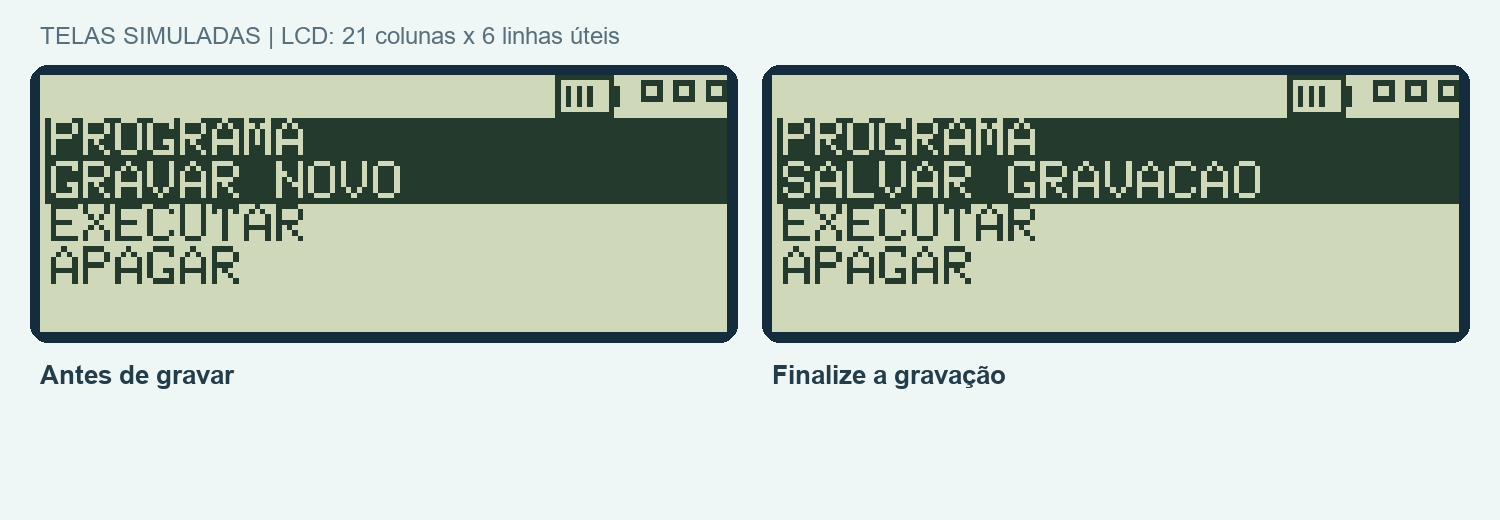 TELAS SIMULADAS | LCD: 21 colunas x 6 linhas úteis
PROGRAMA
GRAVAR NOVO
EXECUTAR
APAGAR
Antes de gravar
PROGRAMA
SALVAR GRAVACAO
EXECUTAR
APAGAR
Finalize a gravação